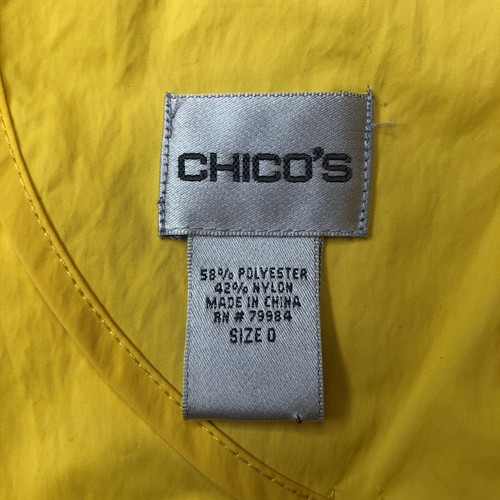 CHICO'S
58% POLYESTER
42% NYLON
MADE IN CHINA
RN # 79984
SIZE 0